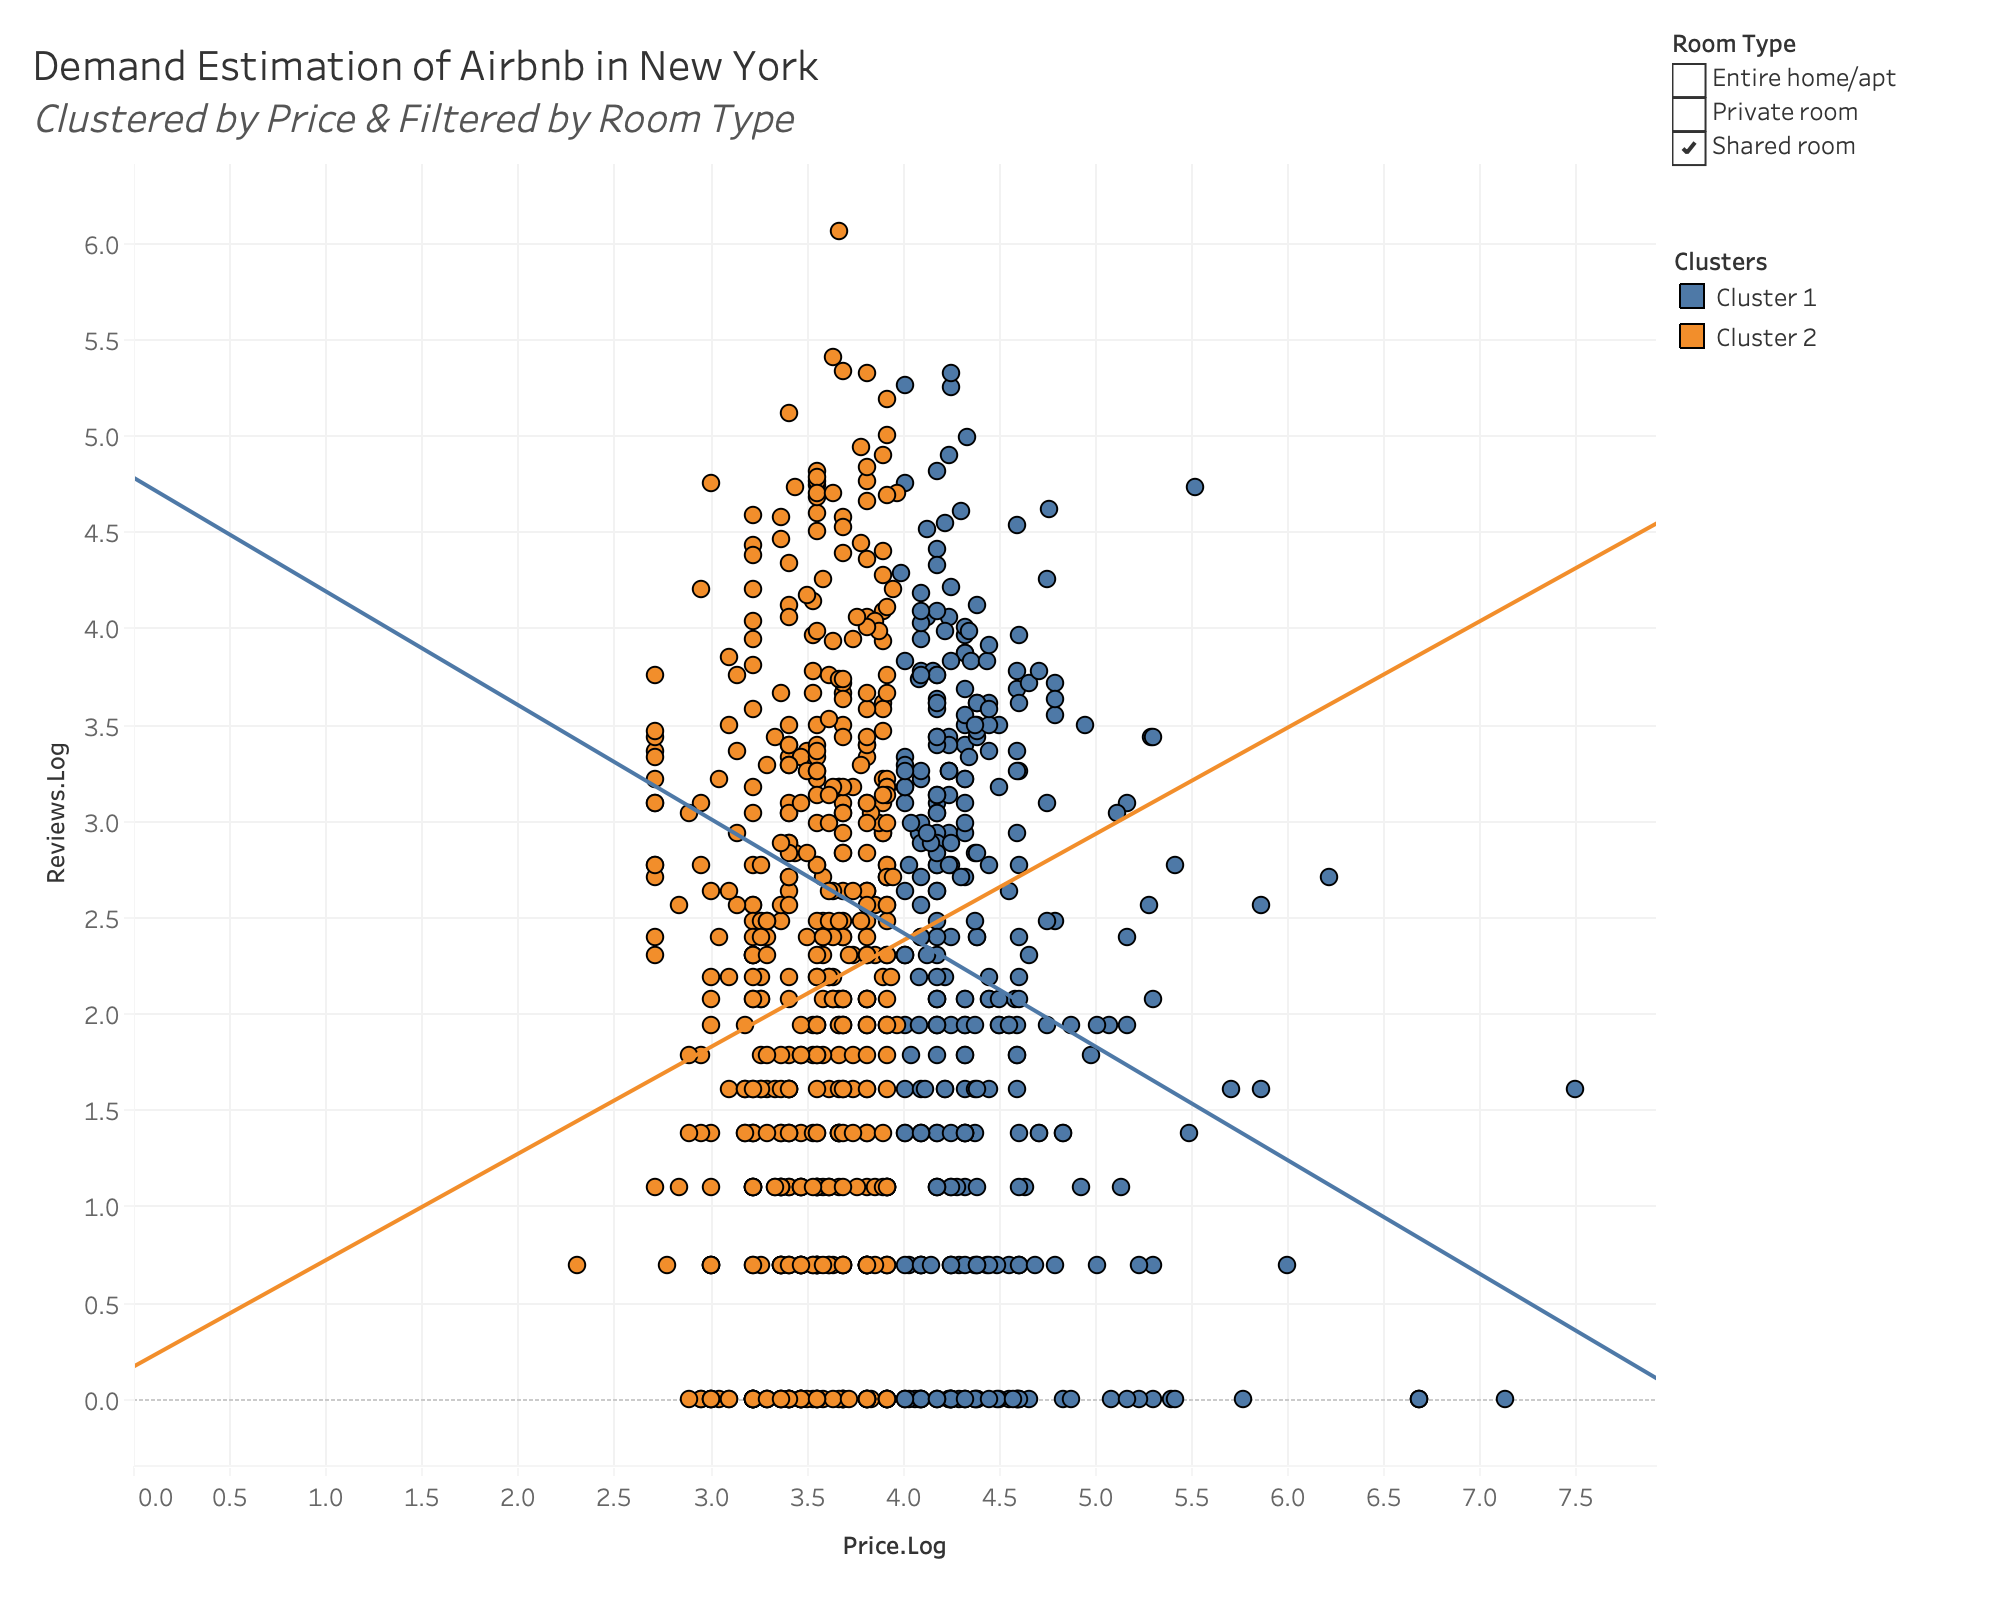 Demand Estimation of Airbnb in New York
Clustered by Price & Filtered by Room Type
Room Type
Entire home/apt
Private room
Shared room
Clusters
Cluster 1
Cluster 2
Reviews.Log
6.0
5.5
5.0
4.5
4.0
3.5
3.0
2.5
2.0
1.5
1.0
0.5
0.0
0.0 0.5 1.0 1.5 2.0 2.5 3.0 3.5 4.0 4.5 5.0 5.5 6.0 6.5 7.0 7.5
Price.Log